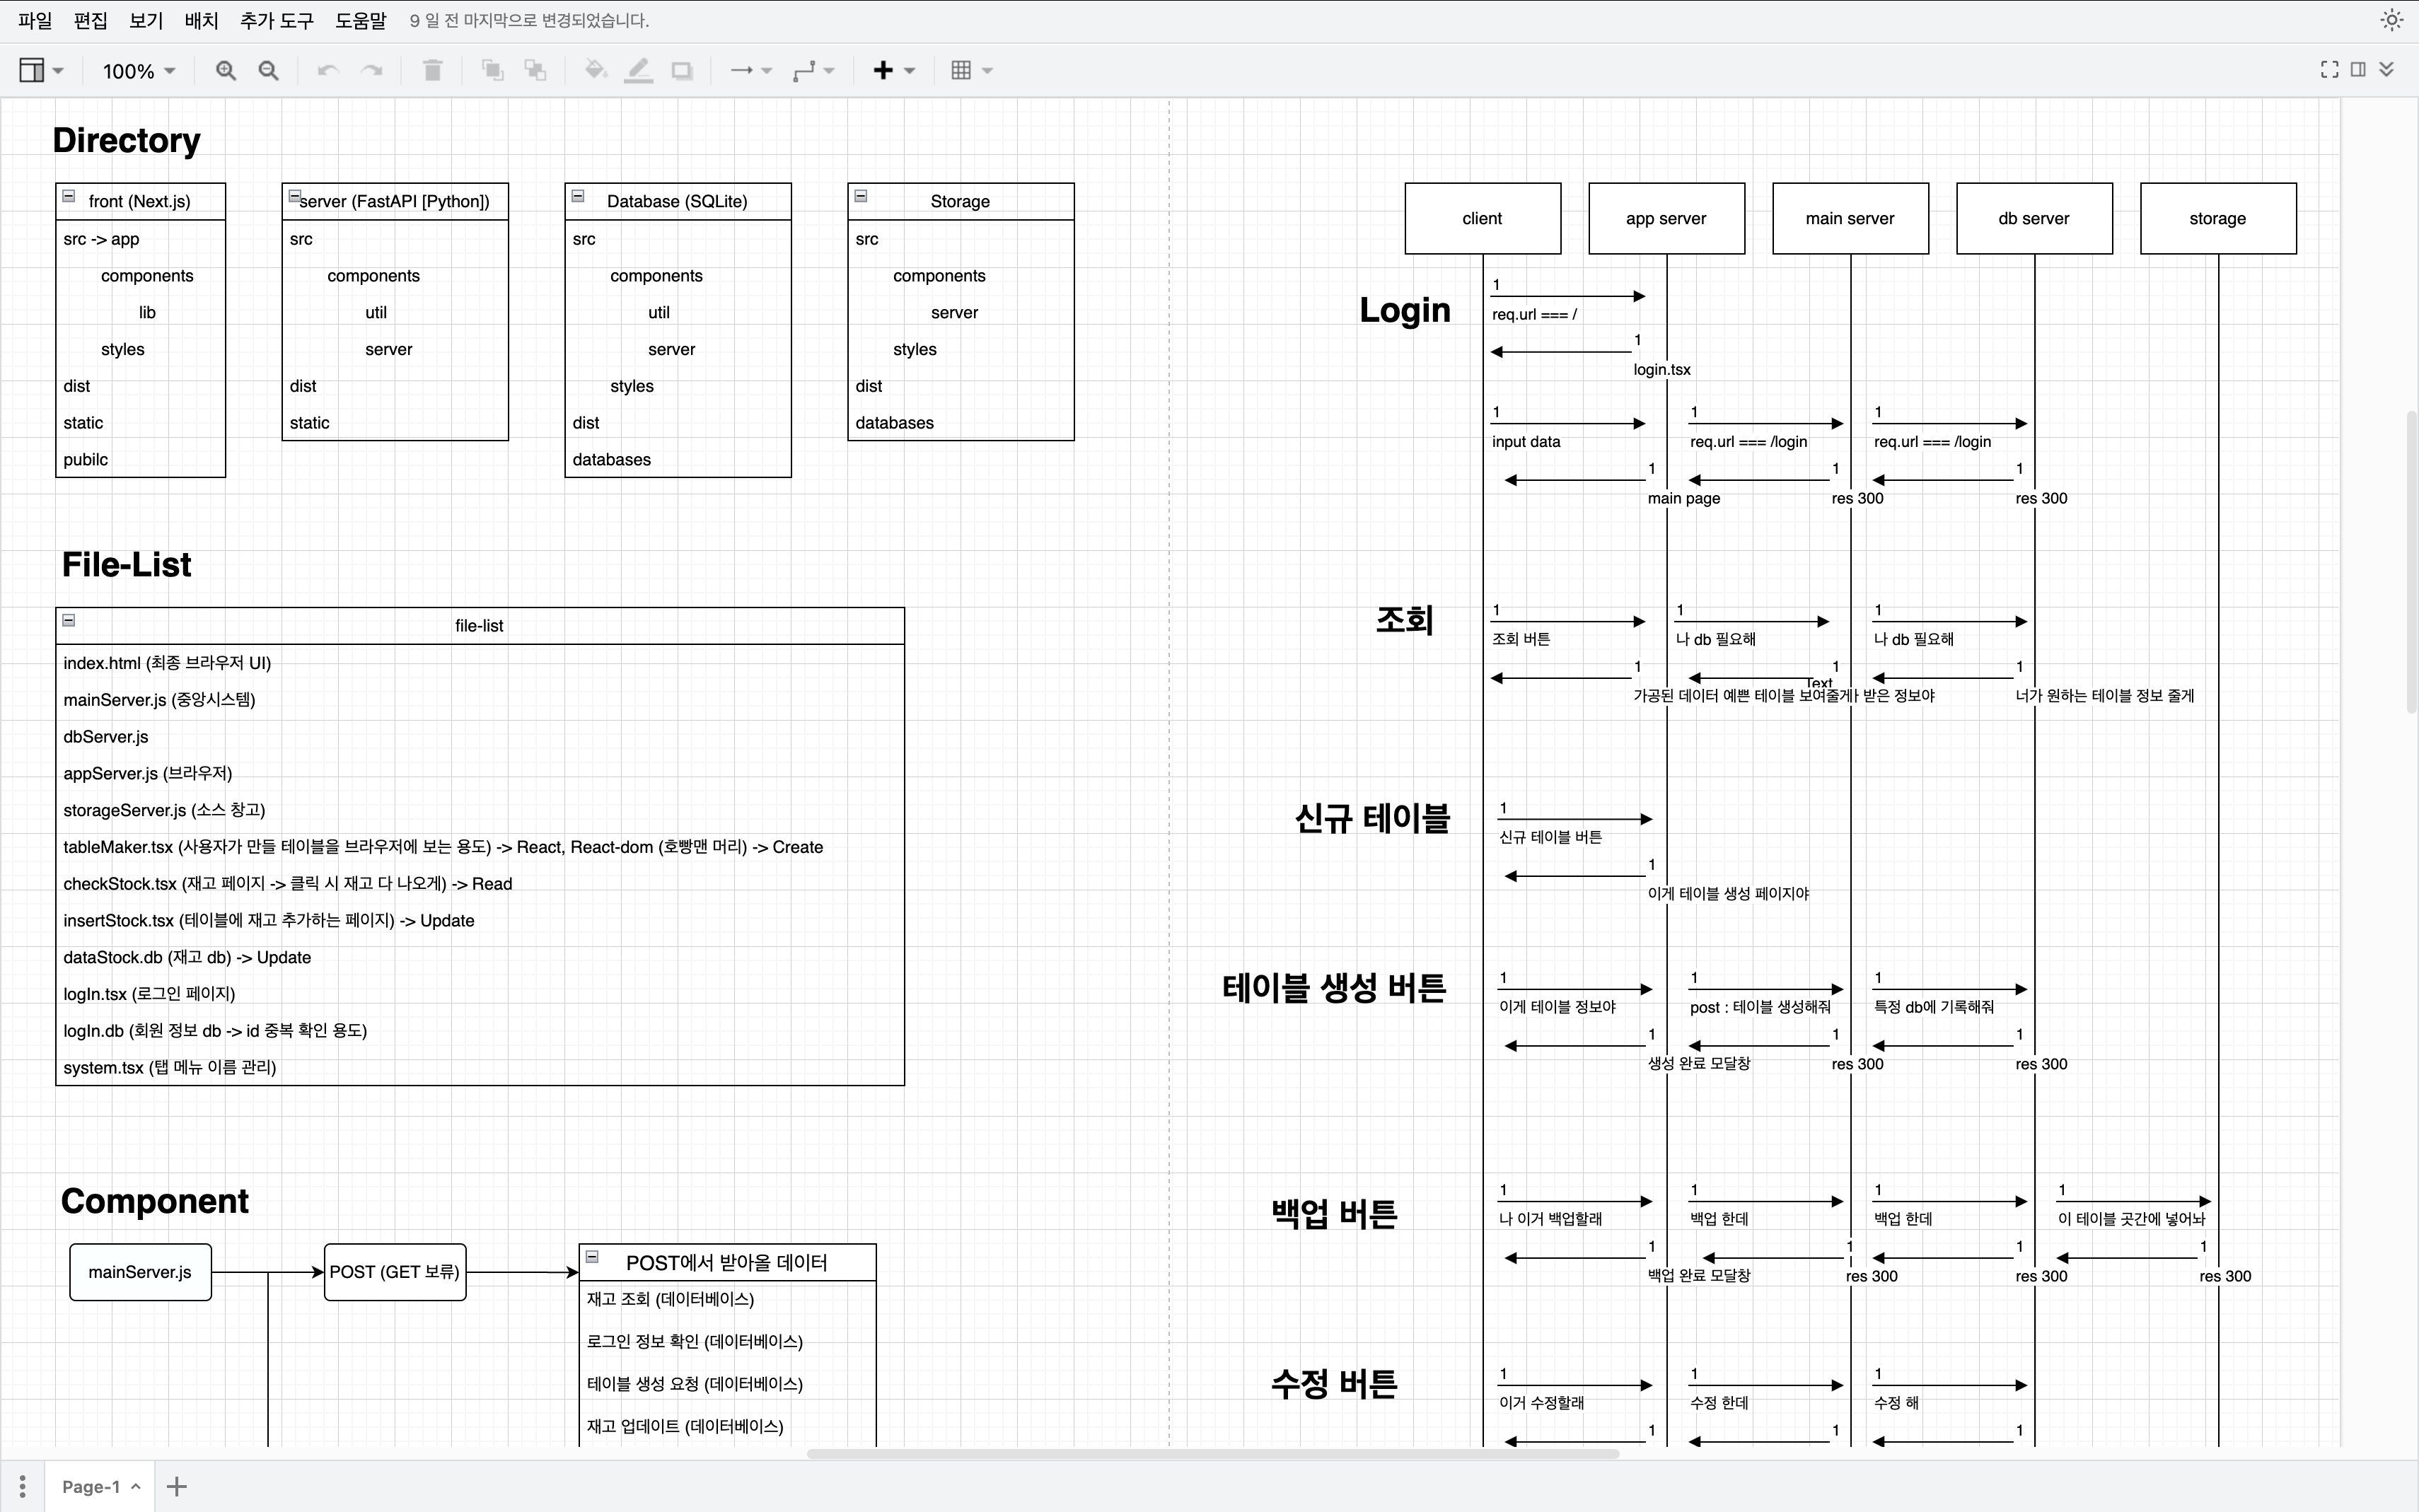 파일 편집 보기 배치 추가 도구 도움말 9 일 전 마지막으로 변경되었습니다.
100%
Directory
front (Next.js)
src -> app
components
lib
styles
dist
static
pubilc
server (FastAPI [Python])
src
components
util
server
dist
static
Database (SQLite)
src
components
util
server
styles
dist
databases
Storage
src
components
server
styles
dist
databases
File-List
file-list
index.html (최종 브라우저 UI)
mainServer.js (중앙시스템)
dbServer.js
appServer.js (브라우저)
storageServer.js (소스 창고)
tableMaker.tsx (사용자가 만들 테이블을 브라우저에 보는 용도) -> React, React-dom (호빵맨 머리) -> Create
checkStock.tsx (재고 페이지 -> 클릭 시 재고 다 나오게) -> Read
insertStock.tsx (테이블에 재고 추가하는 페이지) -> Update
dataStock.db (재고 db) -> Update
logIn.tsx (로그인 페이지)
logIn.db (회원 정보 db -> id 중복 확인 용도)
system.tsx (탭 메뉴 이름 관리)
Component
mainServer.js
POST (GET 보류)
POST에서 받아올 데이터
재고 조회 (데이터베이스)
로그인 정보 확인 (데이터베이스)
테이블 생성 요청 (데이터베이스)
재고 업데이트 (데이터베이스)
client
app server
main server
db server
storage
Login
1
req.url === /
1
login.tsx
1 1 1
input data req.url === /login req.url === /login
1 1 1
main page res 300 res 300
조회
1 1 1
조회 버튼 나 db 필요해 나 db 필요해
1 1 1
Text
가공된 데이터 예쁜 테이블 보여줄게 받은 정보야 너가 원하는 테이블 정보 줄게
신규 테이블
1
신규 테이블 버튼
1
이게 테이블 생성 페이지야
테이블 생성 버튼
1 1 1
이게 테이블 정보야 post : 테이블 생성해줘 특정 db에 기록해줘
1 1 1
생성 완료 모달창 res 300 res 300
백업 버튼
1 1 1 1
나 이거 백업할래 백업 한데 백업 한데 이 테이블 곳간에 넣어놔
1 1 1 1
백업 완료 모달창 res 300 res 300 res 300
수정 버튼
1 1 1
이거 수정할래 수정 한데 수정 해
1 1 1
Page-1